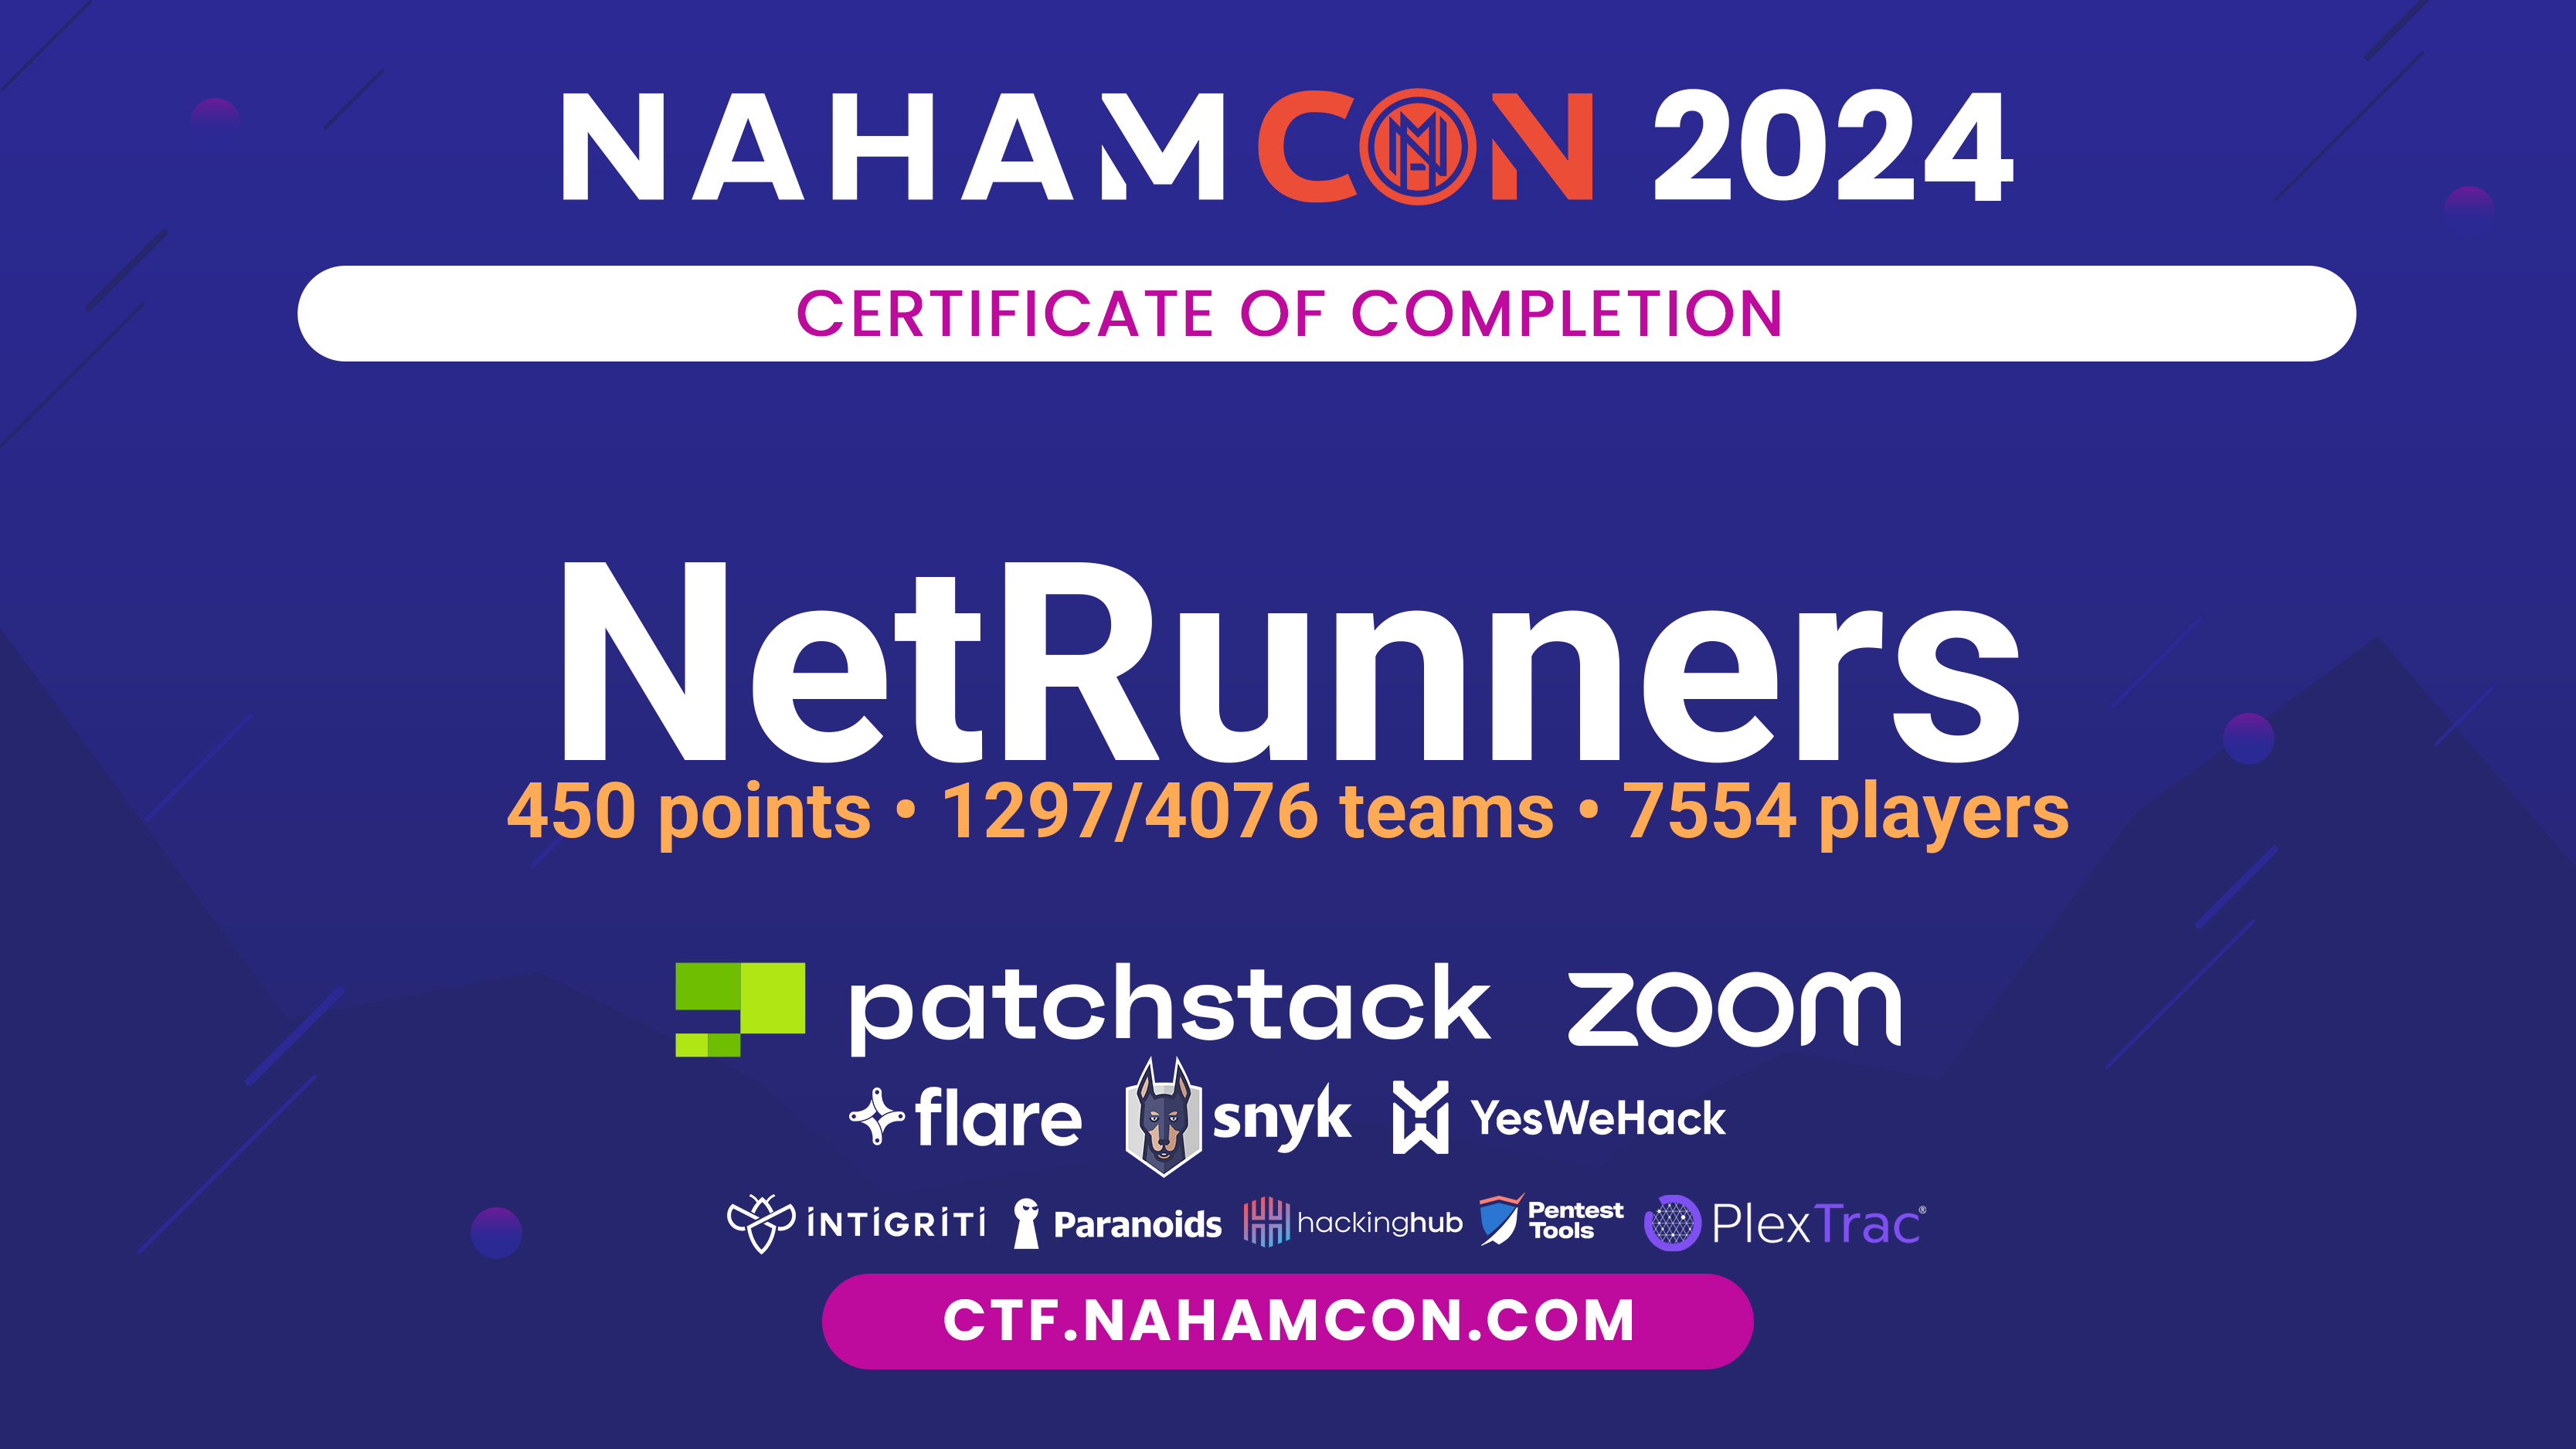 NAHAMCON 2024
CERTIFICATE OF COMPLETION
NetRunners
450 points • 1297/4076 teams • 7554 players
patchstack zoom
flare snyk YesWeHack
INTIGRITI Paranoids hackinghub Pentest Tools PlexTrac®
CTF.NAHAMCON.COM